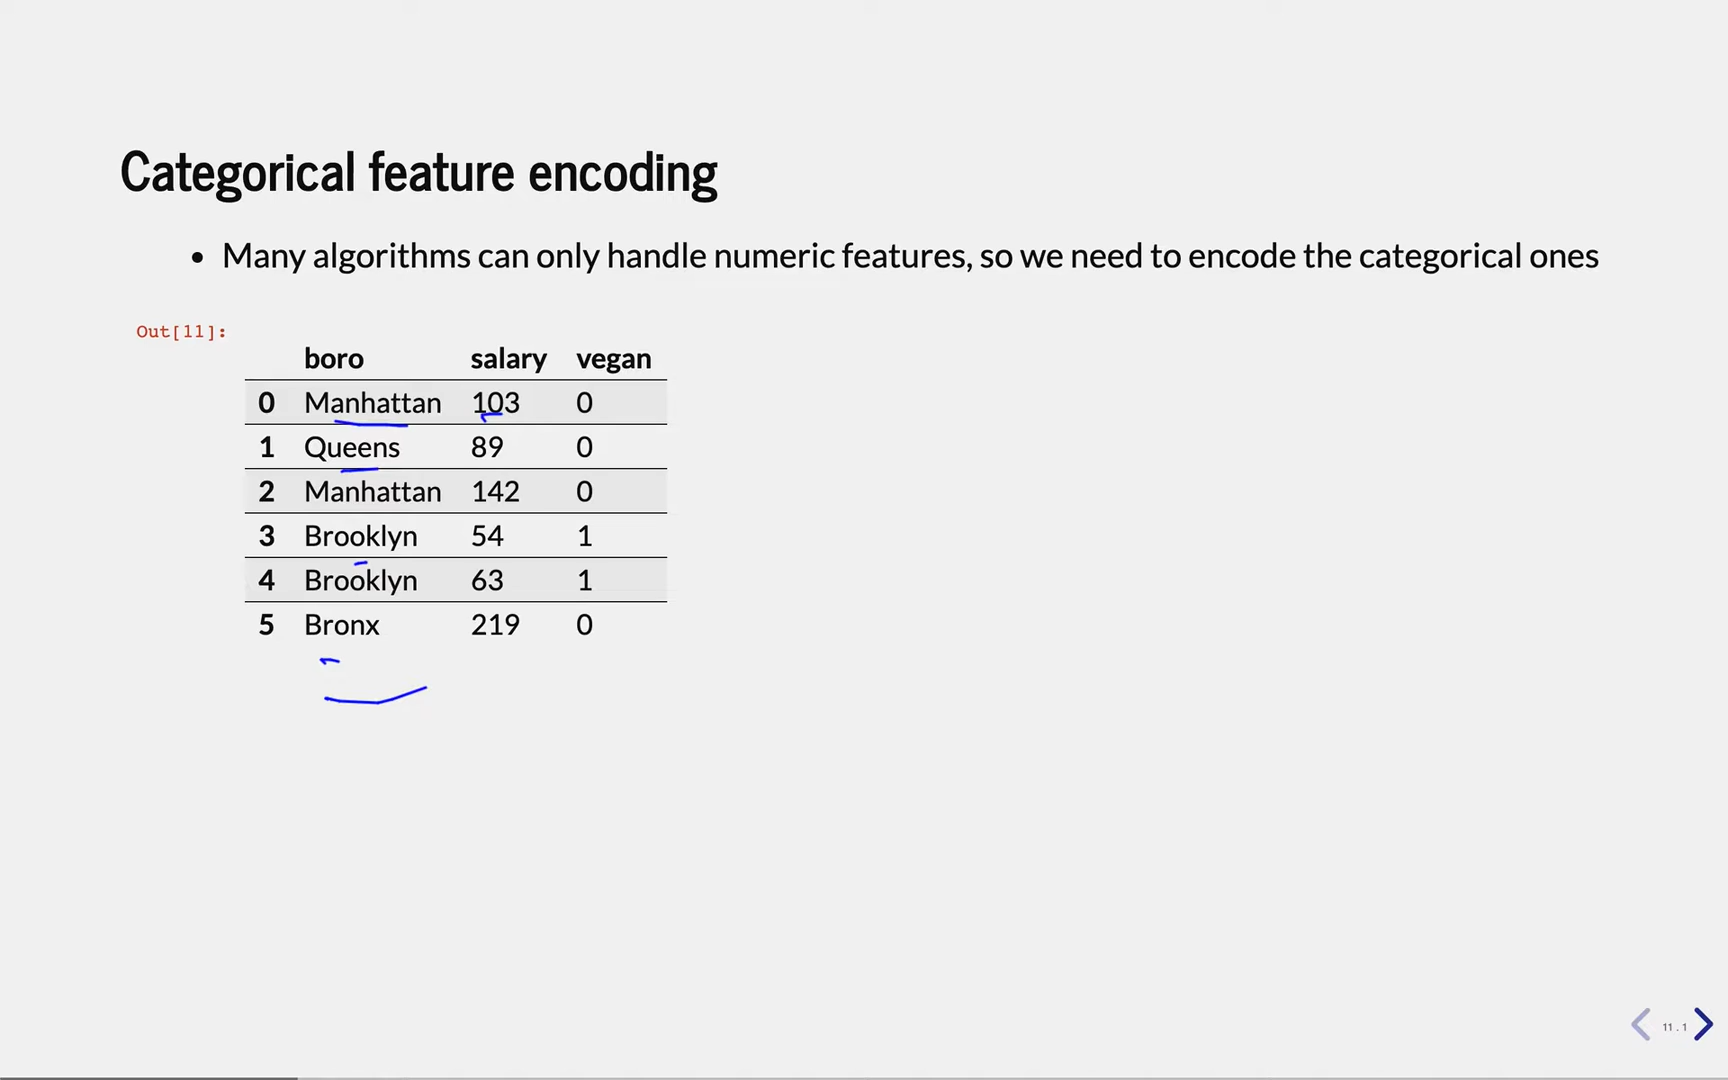 Categorical feature encoding
• Many algorithms can only handle numeric features, so we need to encode the categorical ones
Out[11]:
boro salary vegan
0 Manhattan 103 0
1 Queens 89 0
2 Manhattan 142 0
3 Brooklyn 54 1
4 Brooklyn 63 1
5 Bronx 219 0
11.1